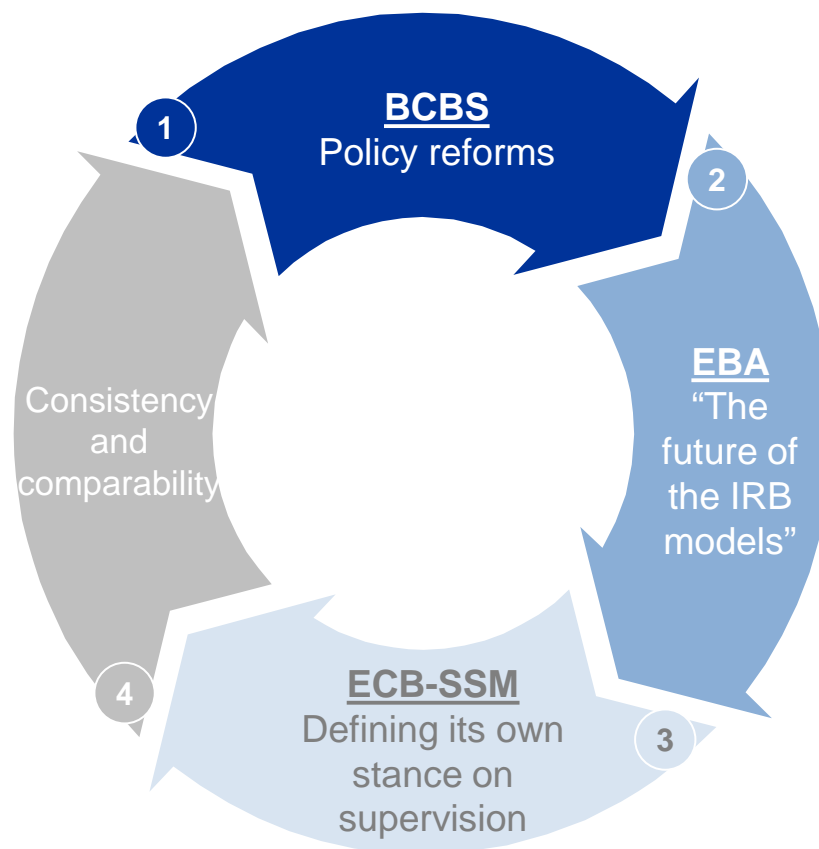 1
BCBS
Policy reforms
2
EBA
“The
future of
the IRB
models”
3
ECB-SSM
Defining its own
stance on
supervision
4
Consistency
and
comparability